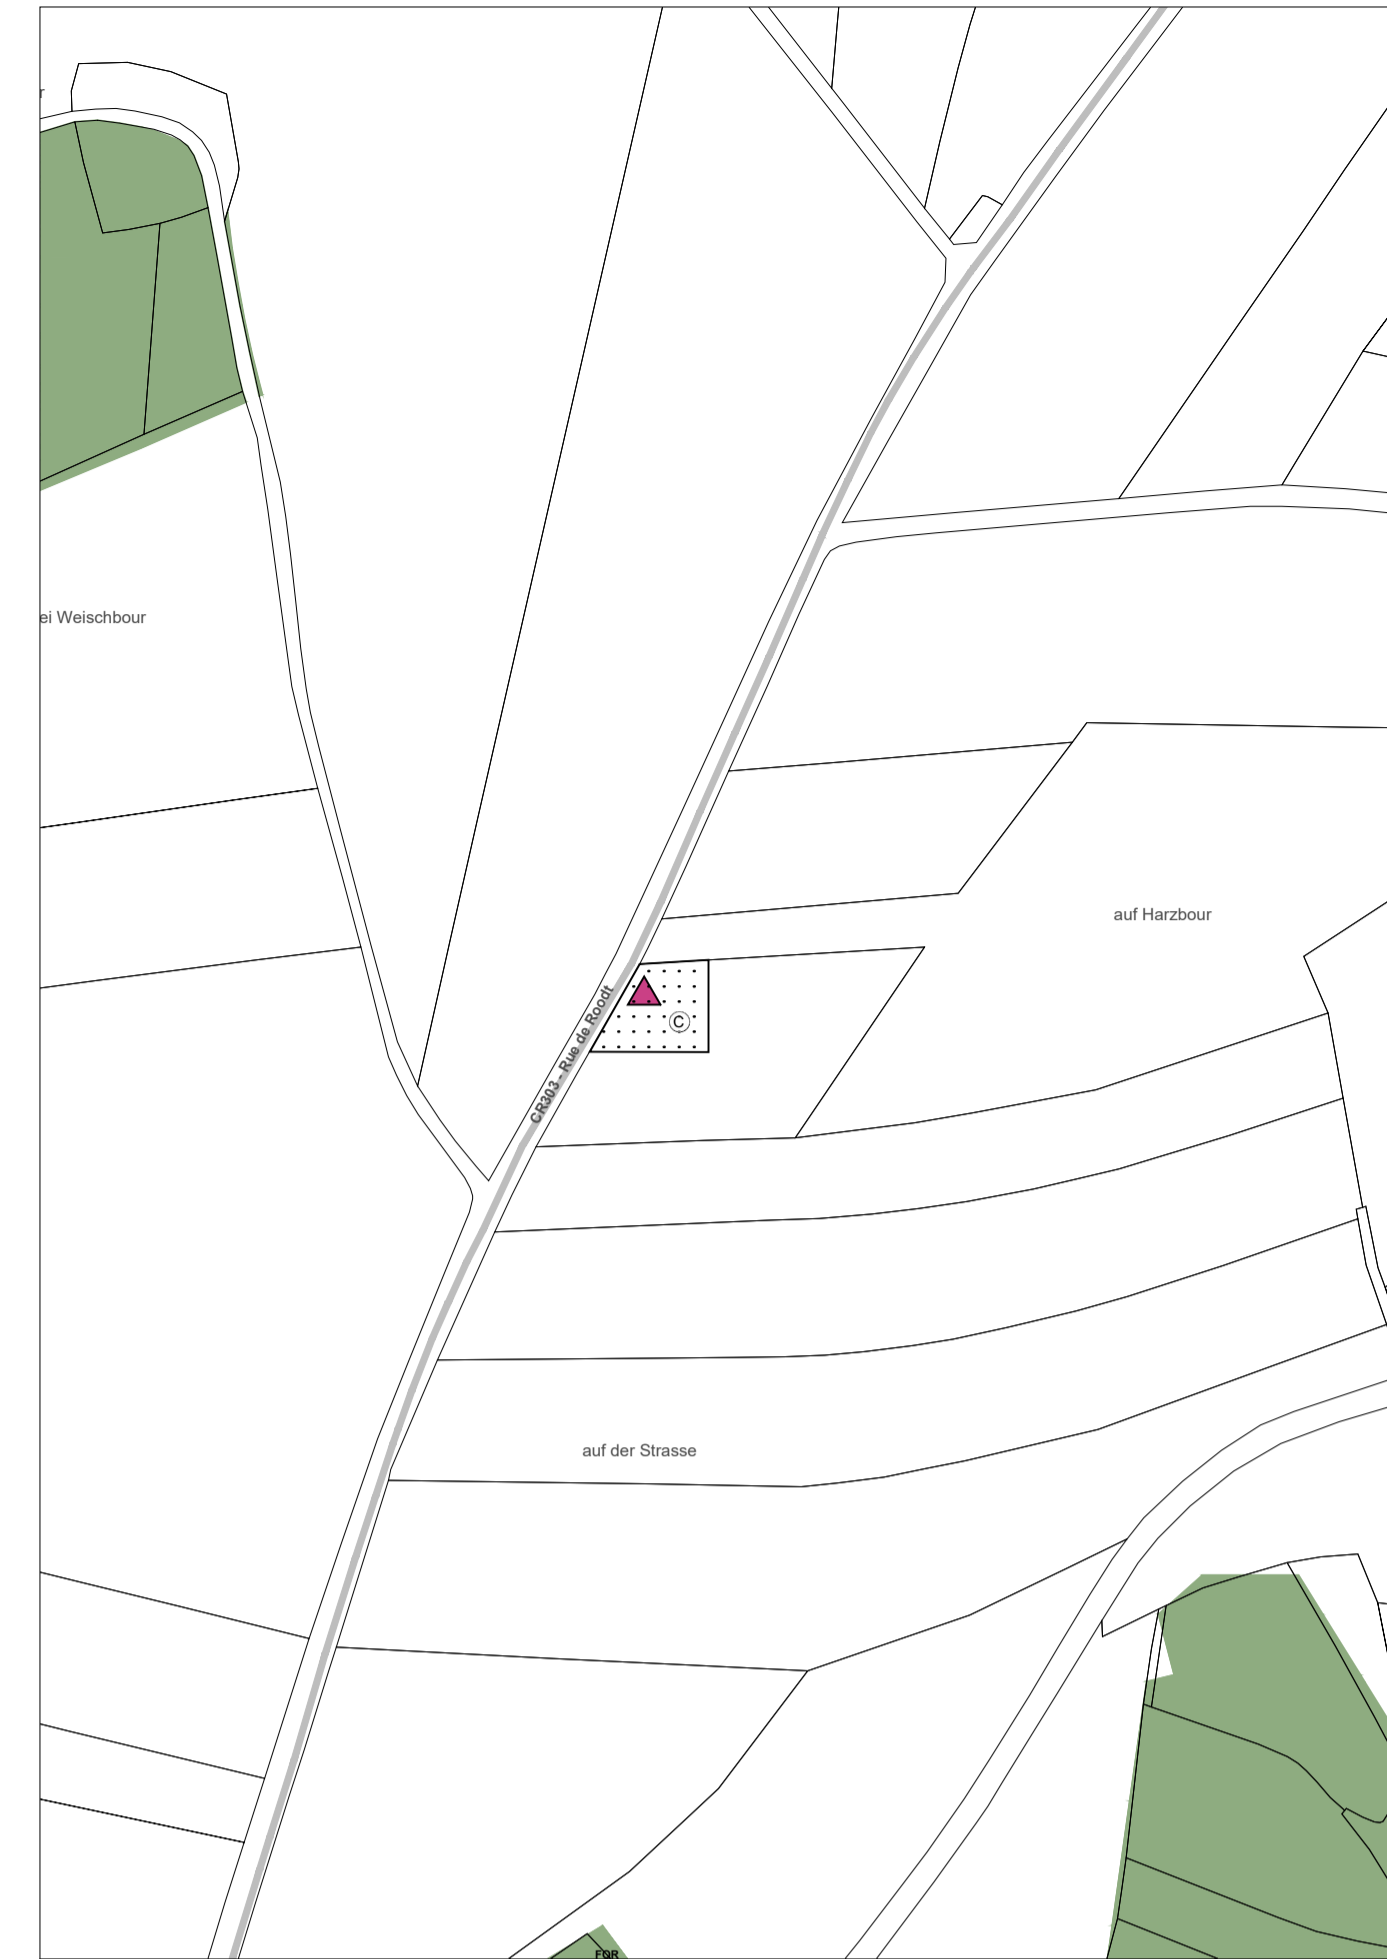 r
ei Weischbour
auf Harzbour
CR303 - Rue de Roodt
C
auf der Strasse
FOR